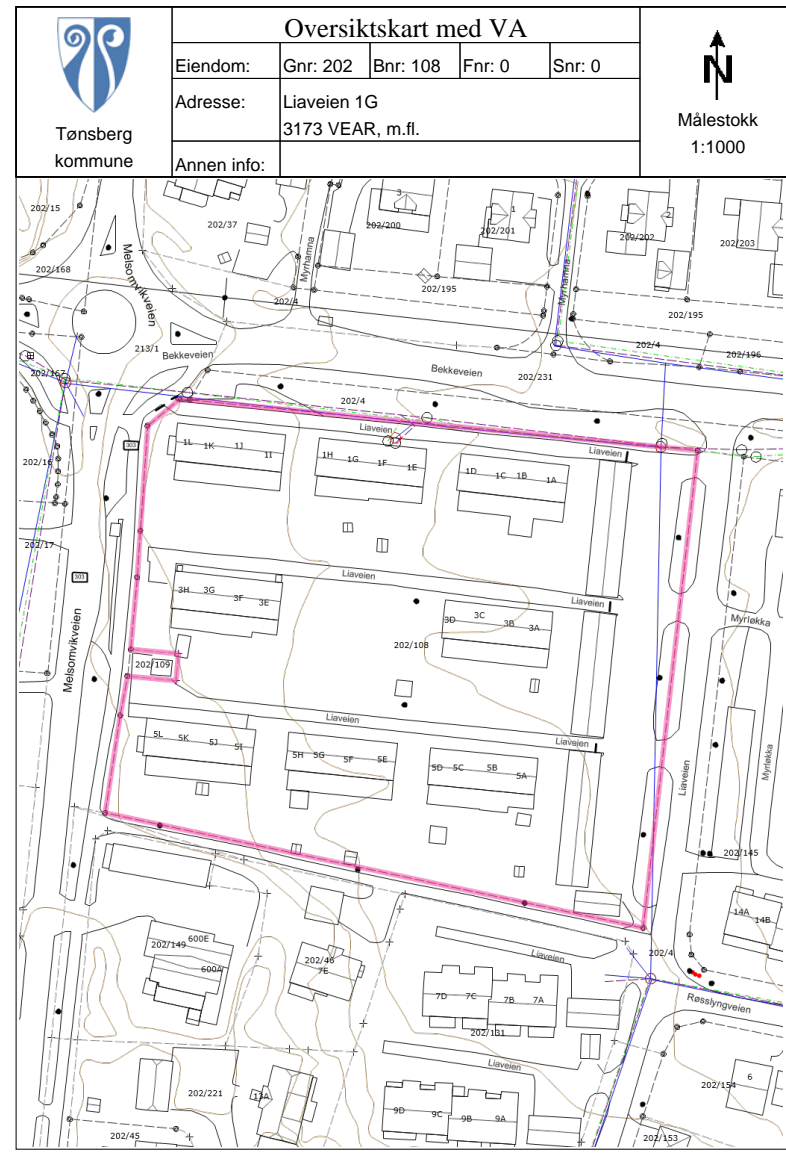 Oversiktskart med VA
Eiendom: Gnr: 202 Bnr: 108 Fnr: 0 Snr: 0
Adresse: Liaveien 1G
3173 VEAR, m.fl.
Annen info:
Tønsberg
kommune
N
Målestokk
1:1000
3
1
2
202/15
202/37
202/200
202/201
202/202
202/203
Melsomvikveien
Myrhamna
Myrhamna
202/168
202/4
202/195
202/195
213/1
Bekkeveien
202/4
202/196
202/167
Bekkeveien
202/231
202/4
Liaveien
303
1L 1K 1J 1I
1H 1G 1F 1E
Liaveien
1D 1C 1B 1A
202/16
202/17
303
Liaveien
3H 3G 3F 3E
Liaveien
3D 3C 3B 3A
Myrløkka
Melsomvikveien
202/108
202/109
Liaveien
5L 5K 5J 5I
5H 5G 5F 5E
Liaveien
5D 5C 5B 5A
Liaveien
Myrløkka
202/145
14A 14B
600E
202/149
600A
202/46
7E
Liaveien
202/4
7D 7C 7B 7A
Røsslyngveien
202/131
Liaveien
202/221
13A
6
202/154
9D 9C 9B 9A
202/45
202/153